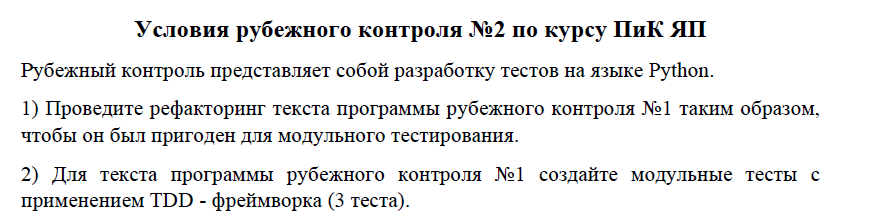 Условия рубежного контроля №2 по курсу ПиК ЯП
Рубежный контроль представляет собой разработку тестов на языке Python.
1) Проведите рефакторинг текста программы рубежного контроля №1 таким образом,
чтобы он был пригоден для модульного тестирования.
2) Для текста программы рубежного контроля №1 создайте модульные тесты с
применением TDD - фреймворка (3 теста).